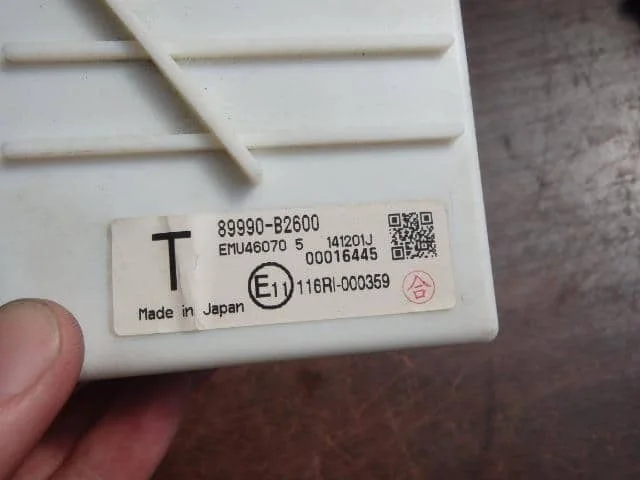 T
89990-B2600
EMU46070 5 141201J
00016445
E11 116RI-000359
Made in Japan
合